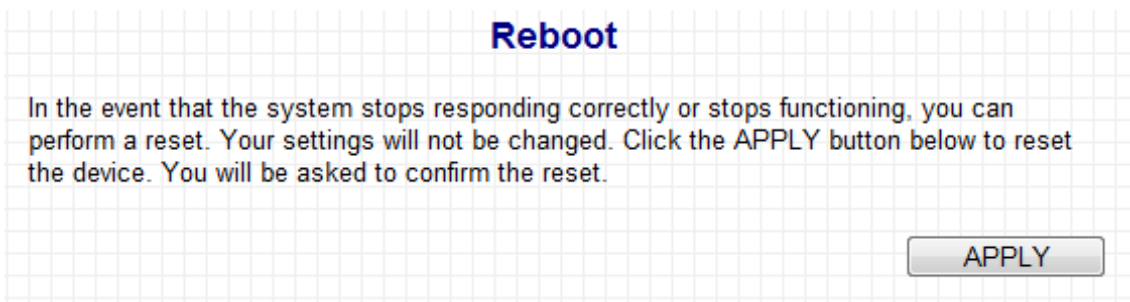 Reboot
In the event that the system stops responding correctly or stops functioning, you can
perform a reset. Your settings will not be changed. Click the APPLY button below to reset
the device. You will be asked to confirm the reset.
APPLY